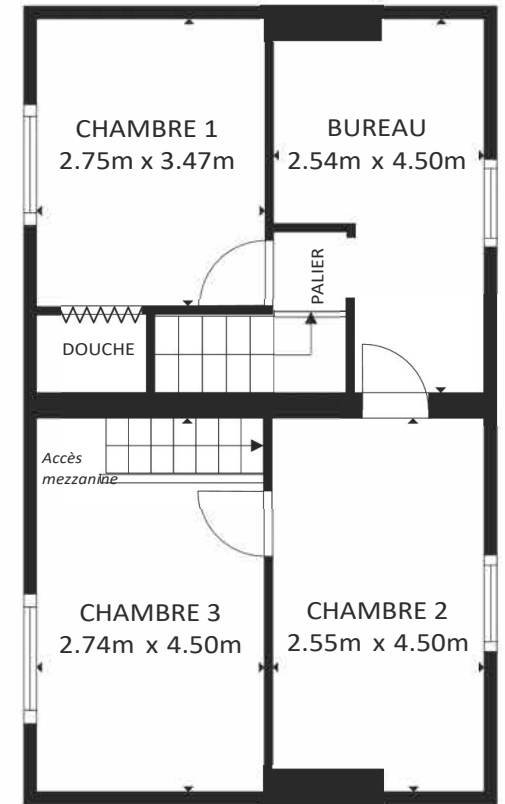 CHAMBRE 1
2.75m x 3.47m
BUREAU
2.54m x 4.50m
PALIER
DOUCHE
Accès
mezzanine
CHAMBRE 3
2.74m x 4.50m
CHAMBRE 2
2.55m x 4.50m